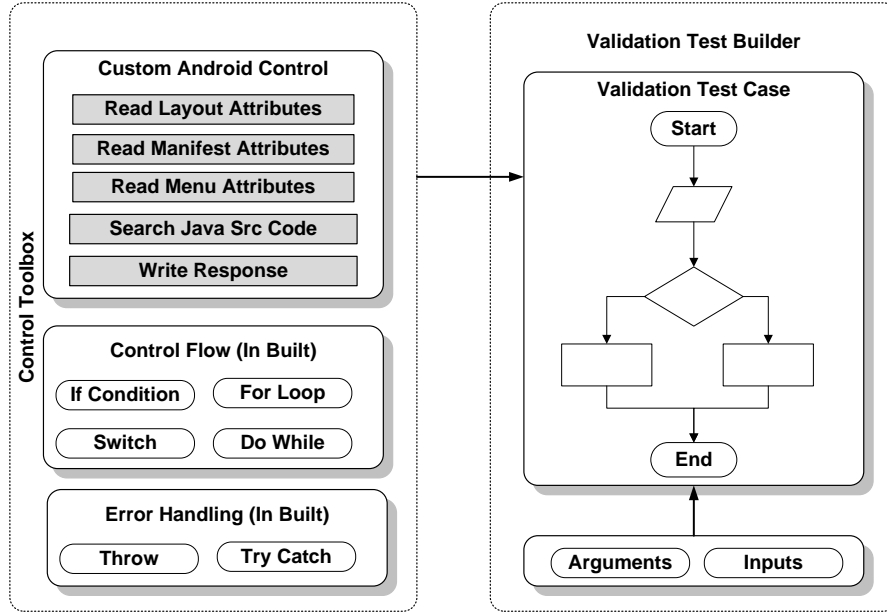 Control Toolbox
Custom Android Control
Read Layout Attributes
Read Manifest Attributes
Read Menu Attributes
Search Java Src Code
Write Response
Control Flow (In Built)
If Condition
For Loop
Switch
Do While
Error Handling (In Built)
Throw
Try Catch
Validation Test Builder
Validation Test Case
Start
End
Arguments
Inputs